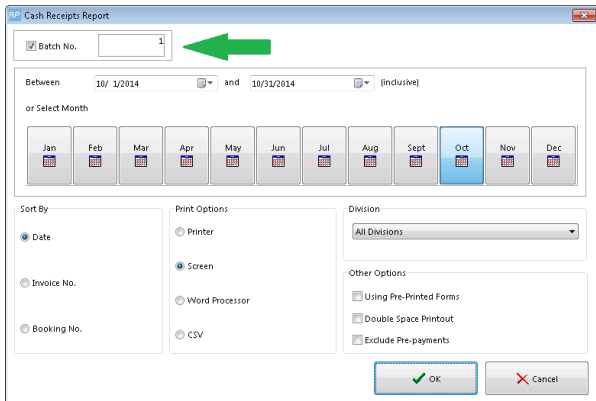 RP Cash Receipts Report
Batch No. 1
Between 10/ 1/2014 and 10/31/2014 (inclusive)
or Select Month
Jan Feb Mar Apr May Jun Jul Aug Sept Oct Nov Dec
Sort By
Date
Invoice No.
Booking No.
Print Options
Printer
Screen
Word Processor
CSV
Division
All Divisions
Other Options
Using Pre-Printed Forms
Double Space Printout
Exclude Pre-payments
OK Cancel